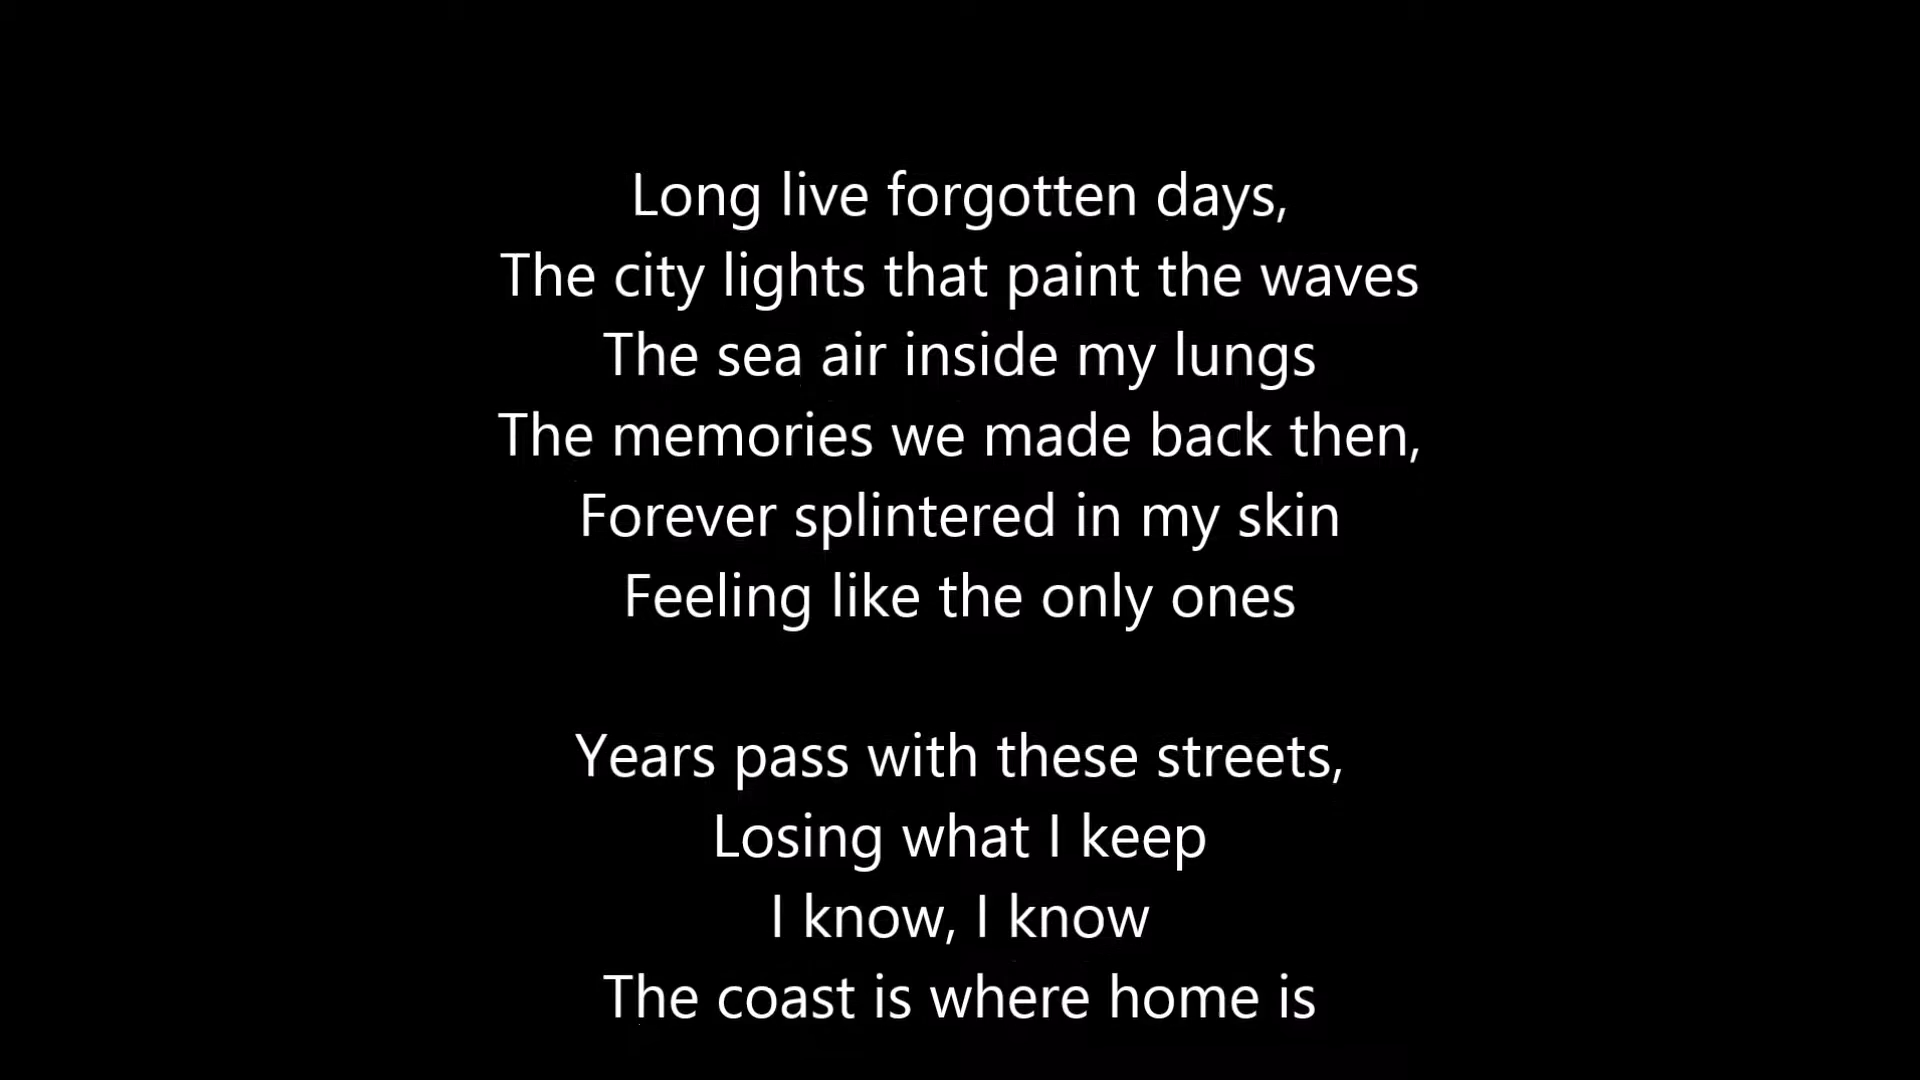 Long live forgotten days,
The city lights that paint the waves
The sea air inside my lungs
The memories we made back then,
Forever splintered in my skin
Feeling like the only ones
Years pass with these streets,
Losing what I keep
I know, I know
The coast is where home is